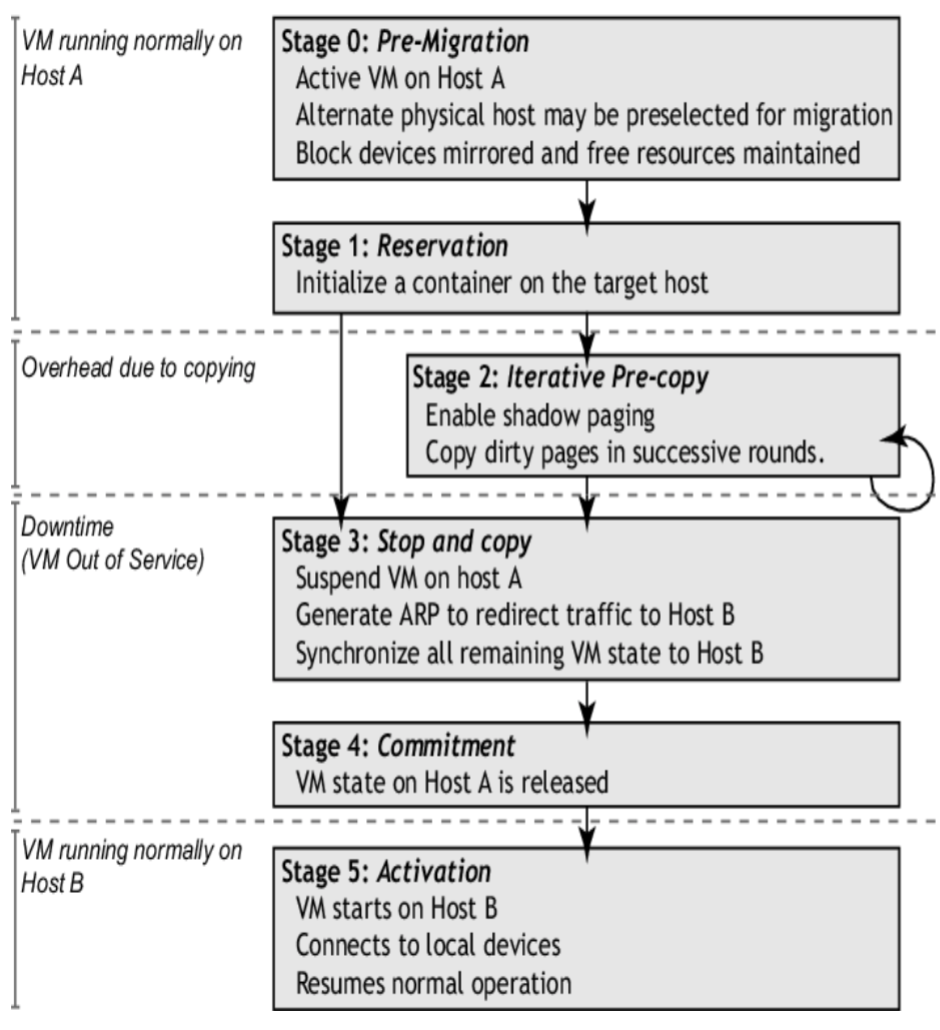 VM running normally on
Host A
Stage 0: Pre-Migration
Active VM on Host A
Alternate physical host may be preselected for migration
Block devices mirrored and free resources maintained
Stage 1: Reservation
Initialize a container on the target host
Overhead due to copying
Stage 2: Iterative Pre-copy
Enable shadow paging
Copy dirty pages in successive rounds.
Downtime
(VM Out of Service)
Stage 3: Stop and copy
Suspend VM on host A
Generate ARP to redirect traffic to Host B
Synchronize all remaining VM state to Host B
Stage 4: Commitment
VM state on Host A is released
VM running normally on
Host B
Stage 5: Activation
VM starts on Host B
Connects to local devices
Resumes normal operation